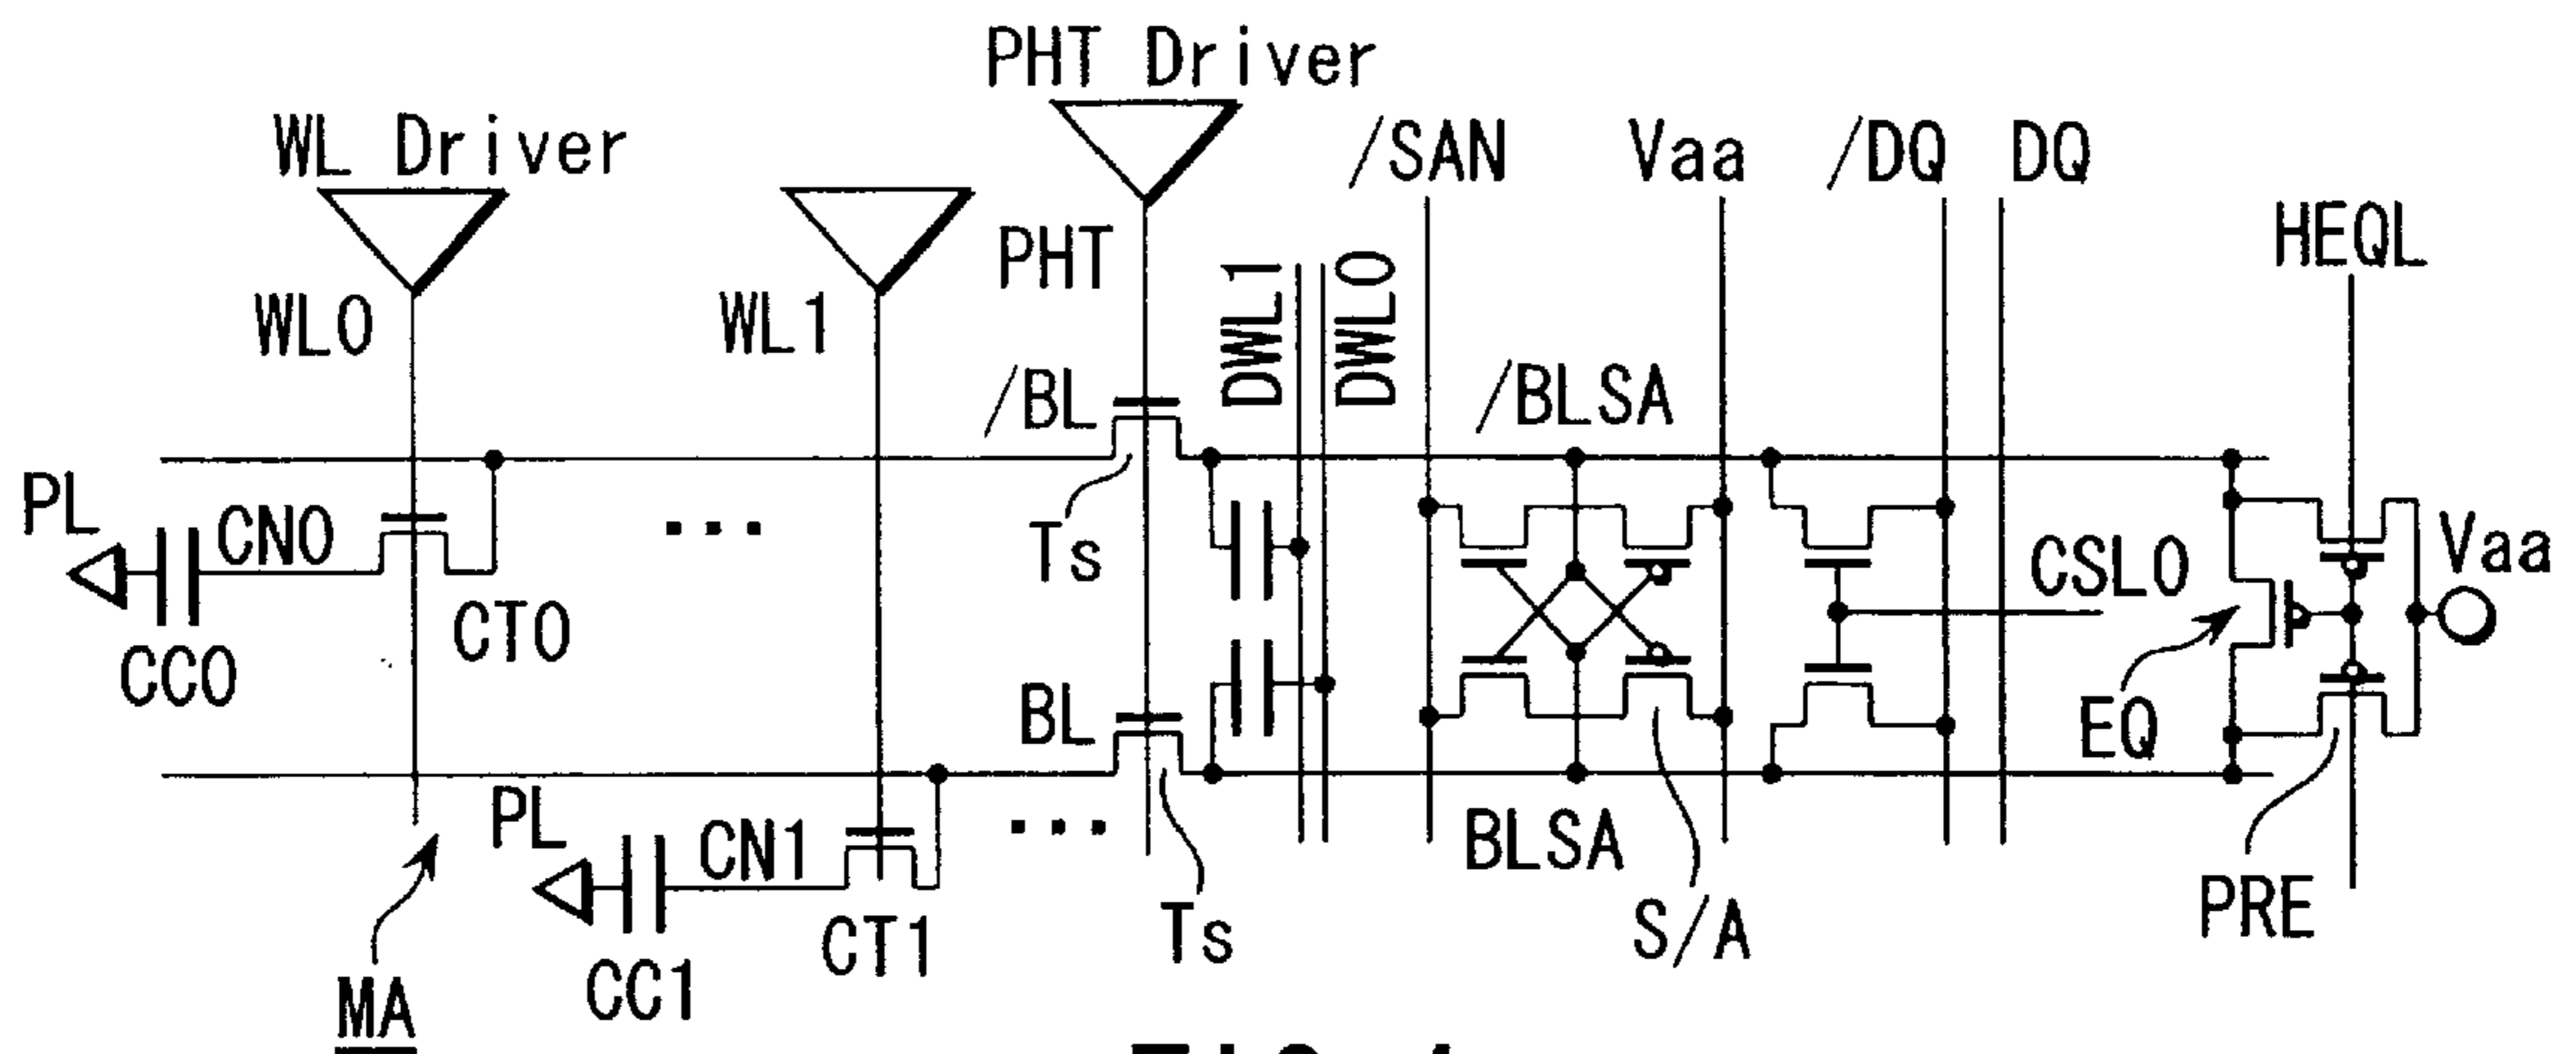 PHT Driver
WL Driver
/SAN
Vaa
/DQ
DQ
HEQL
PHT
WL0
WL1
DWL1
DWL0
/BL
/BLSA
PL
CN0
CT0
CC0
...
Ts
CSL0
Vaa
BL
EQ
PL
CN1
CT1
CC1
...
Ts
BLSA
S/A
PRE
MA